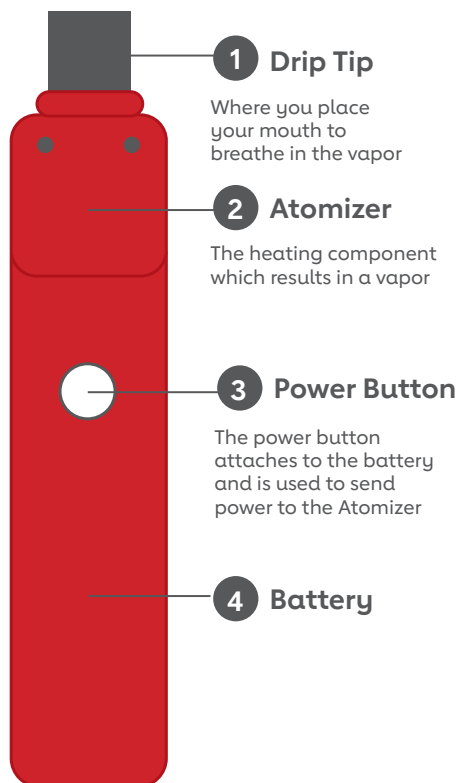 1 Drip Tip
Where you place
your mouth to
breathe in the vapor
2 Atomizer
The heating component
which results in a vapor
3 Power Button
The power button
attaches to the battery
and is used to send
power to the Atomizer
4 Battery